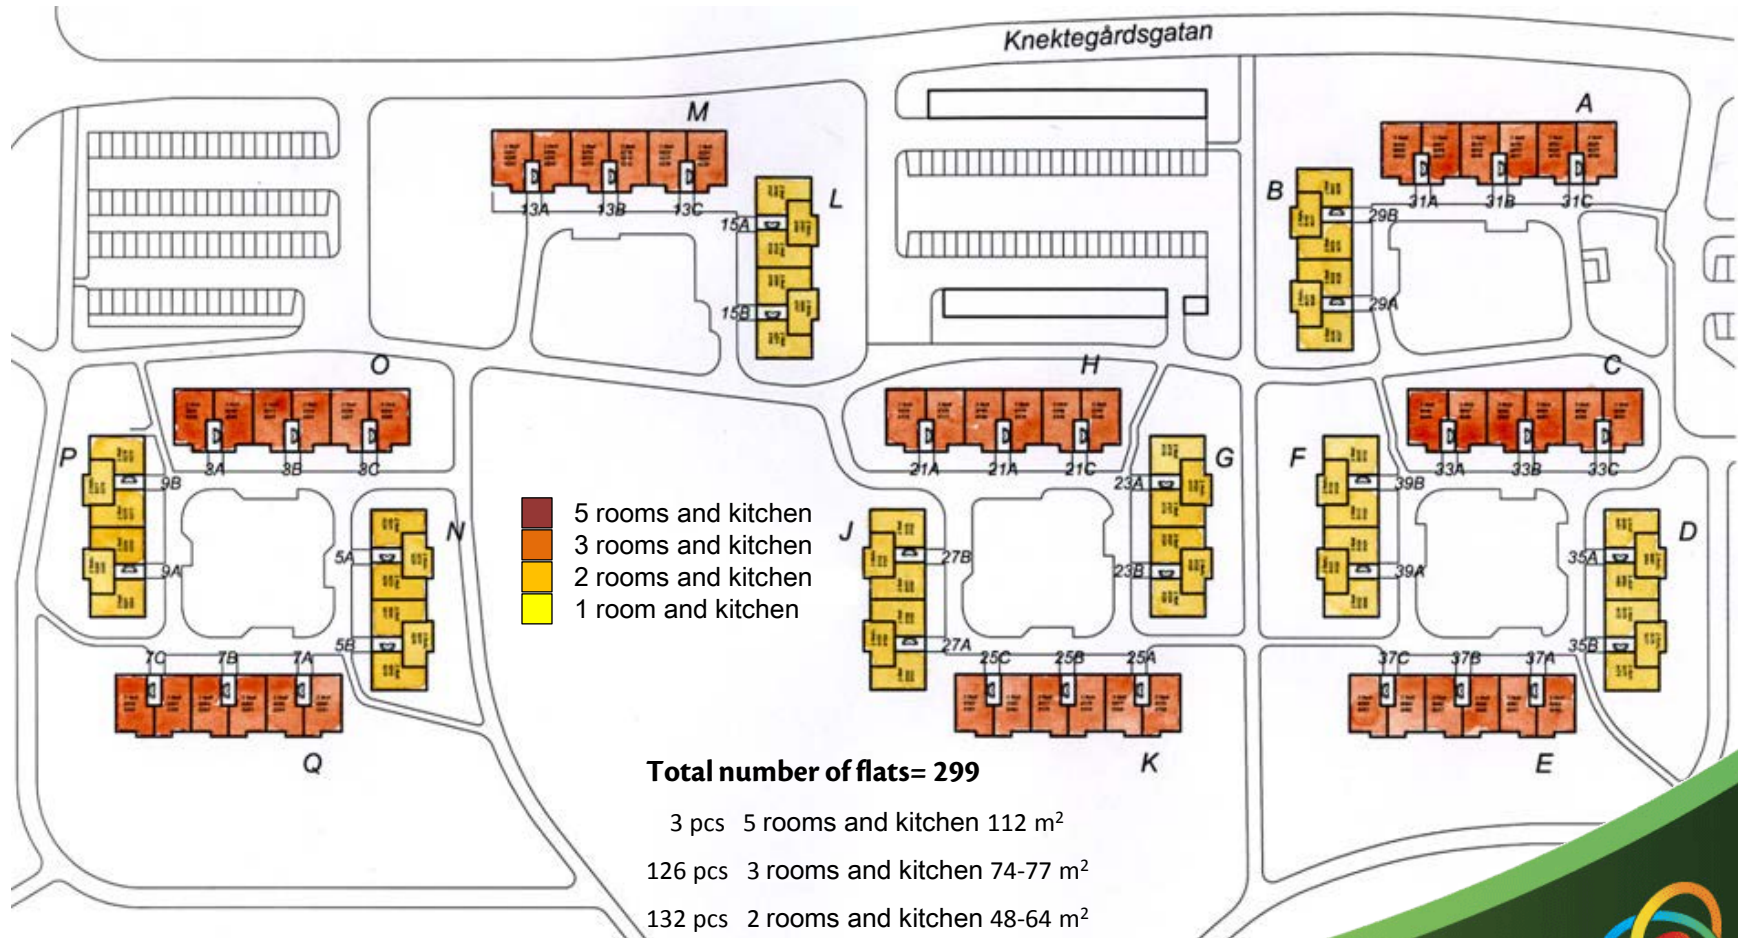 Knektegårdsgatan
M
A
L
B
13A
13B
13C
31A
31B
31C
15A
29B
15B
29A
O
H
C
P
3A
3B
3C
21A
21A
21C
G
F
33A
33B
33C
9B
23A
39B
N
J
D
5A
27B
35A
9A
23B
39A
5 rooms and kitchen
3 rooms and kitchen
2 rooms and kitchen
1 room and kitchen
5B
27A
35B
7C
7B
7A
25C
25B
25A
37C
37B
37A
Q
K
E
Total number of flats= 299
3 pcs 5 rooms and kitchen 112 m²
126 pcs 3 rooms and kitchen 74-77 m²
132 pcs 2 rooms and kitchen 48-64 m²